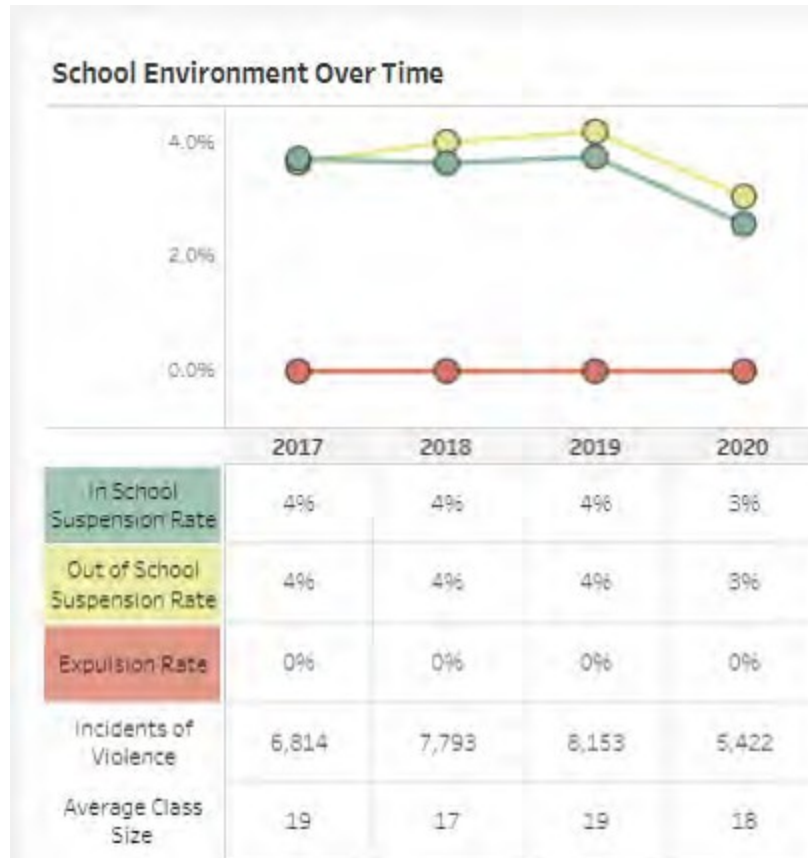 School Environment Over Time
4.0%
2.0%
0.0%
2017 2018 2019 2020
In School
Suspension Rate
4% 4% 4% 3%
Out of School
Suspension Rate
4% 4% 4% 3%
Expulsion Rate
0% 0% 0% 0%
Incidents of
Violence
6,814 7,793 8,153 5,422
Average Class
Size
19 17 19 18